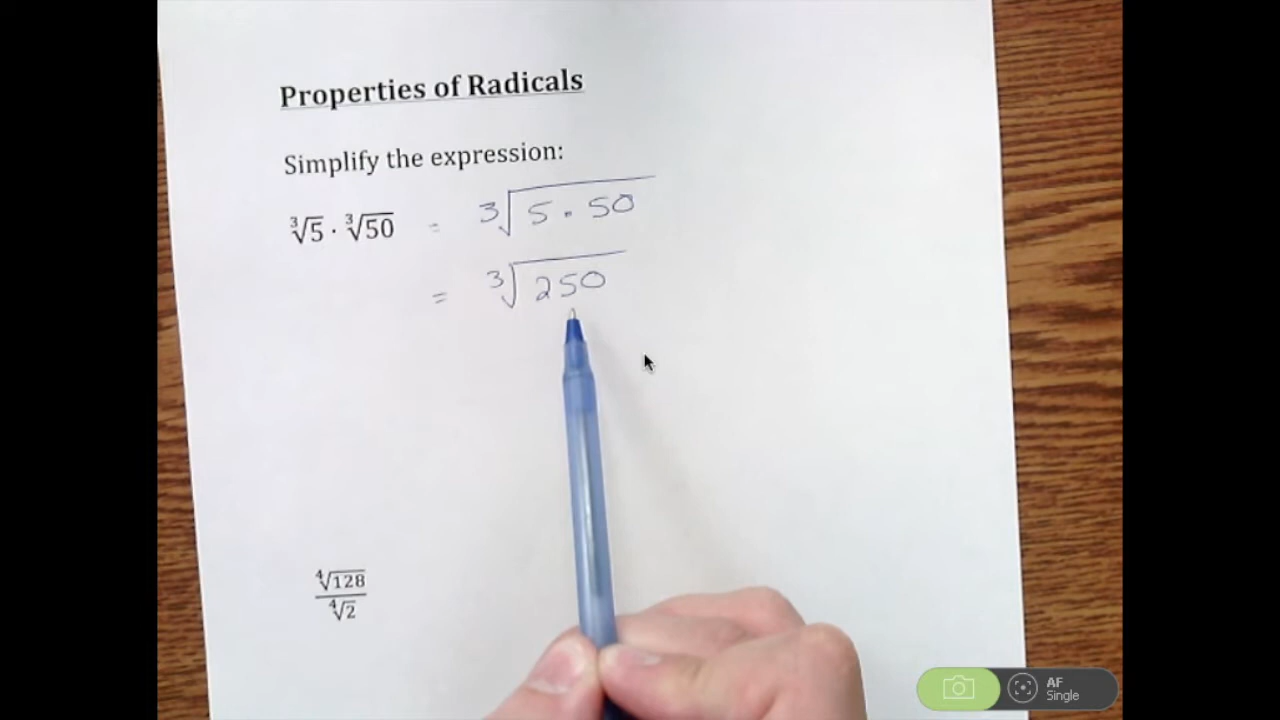 Properties of Radicals
Simplify the expression:
∛5 · ∛50 = ∛5 · 50
= ∛250
∜128
∜2
AF
Single